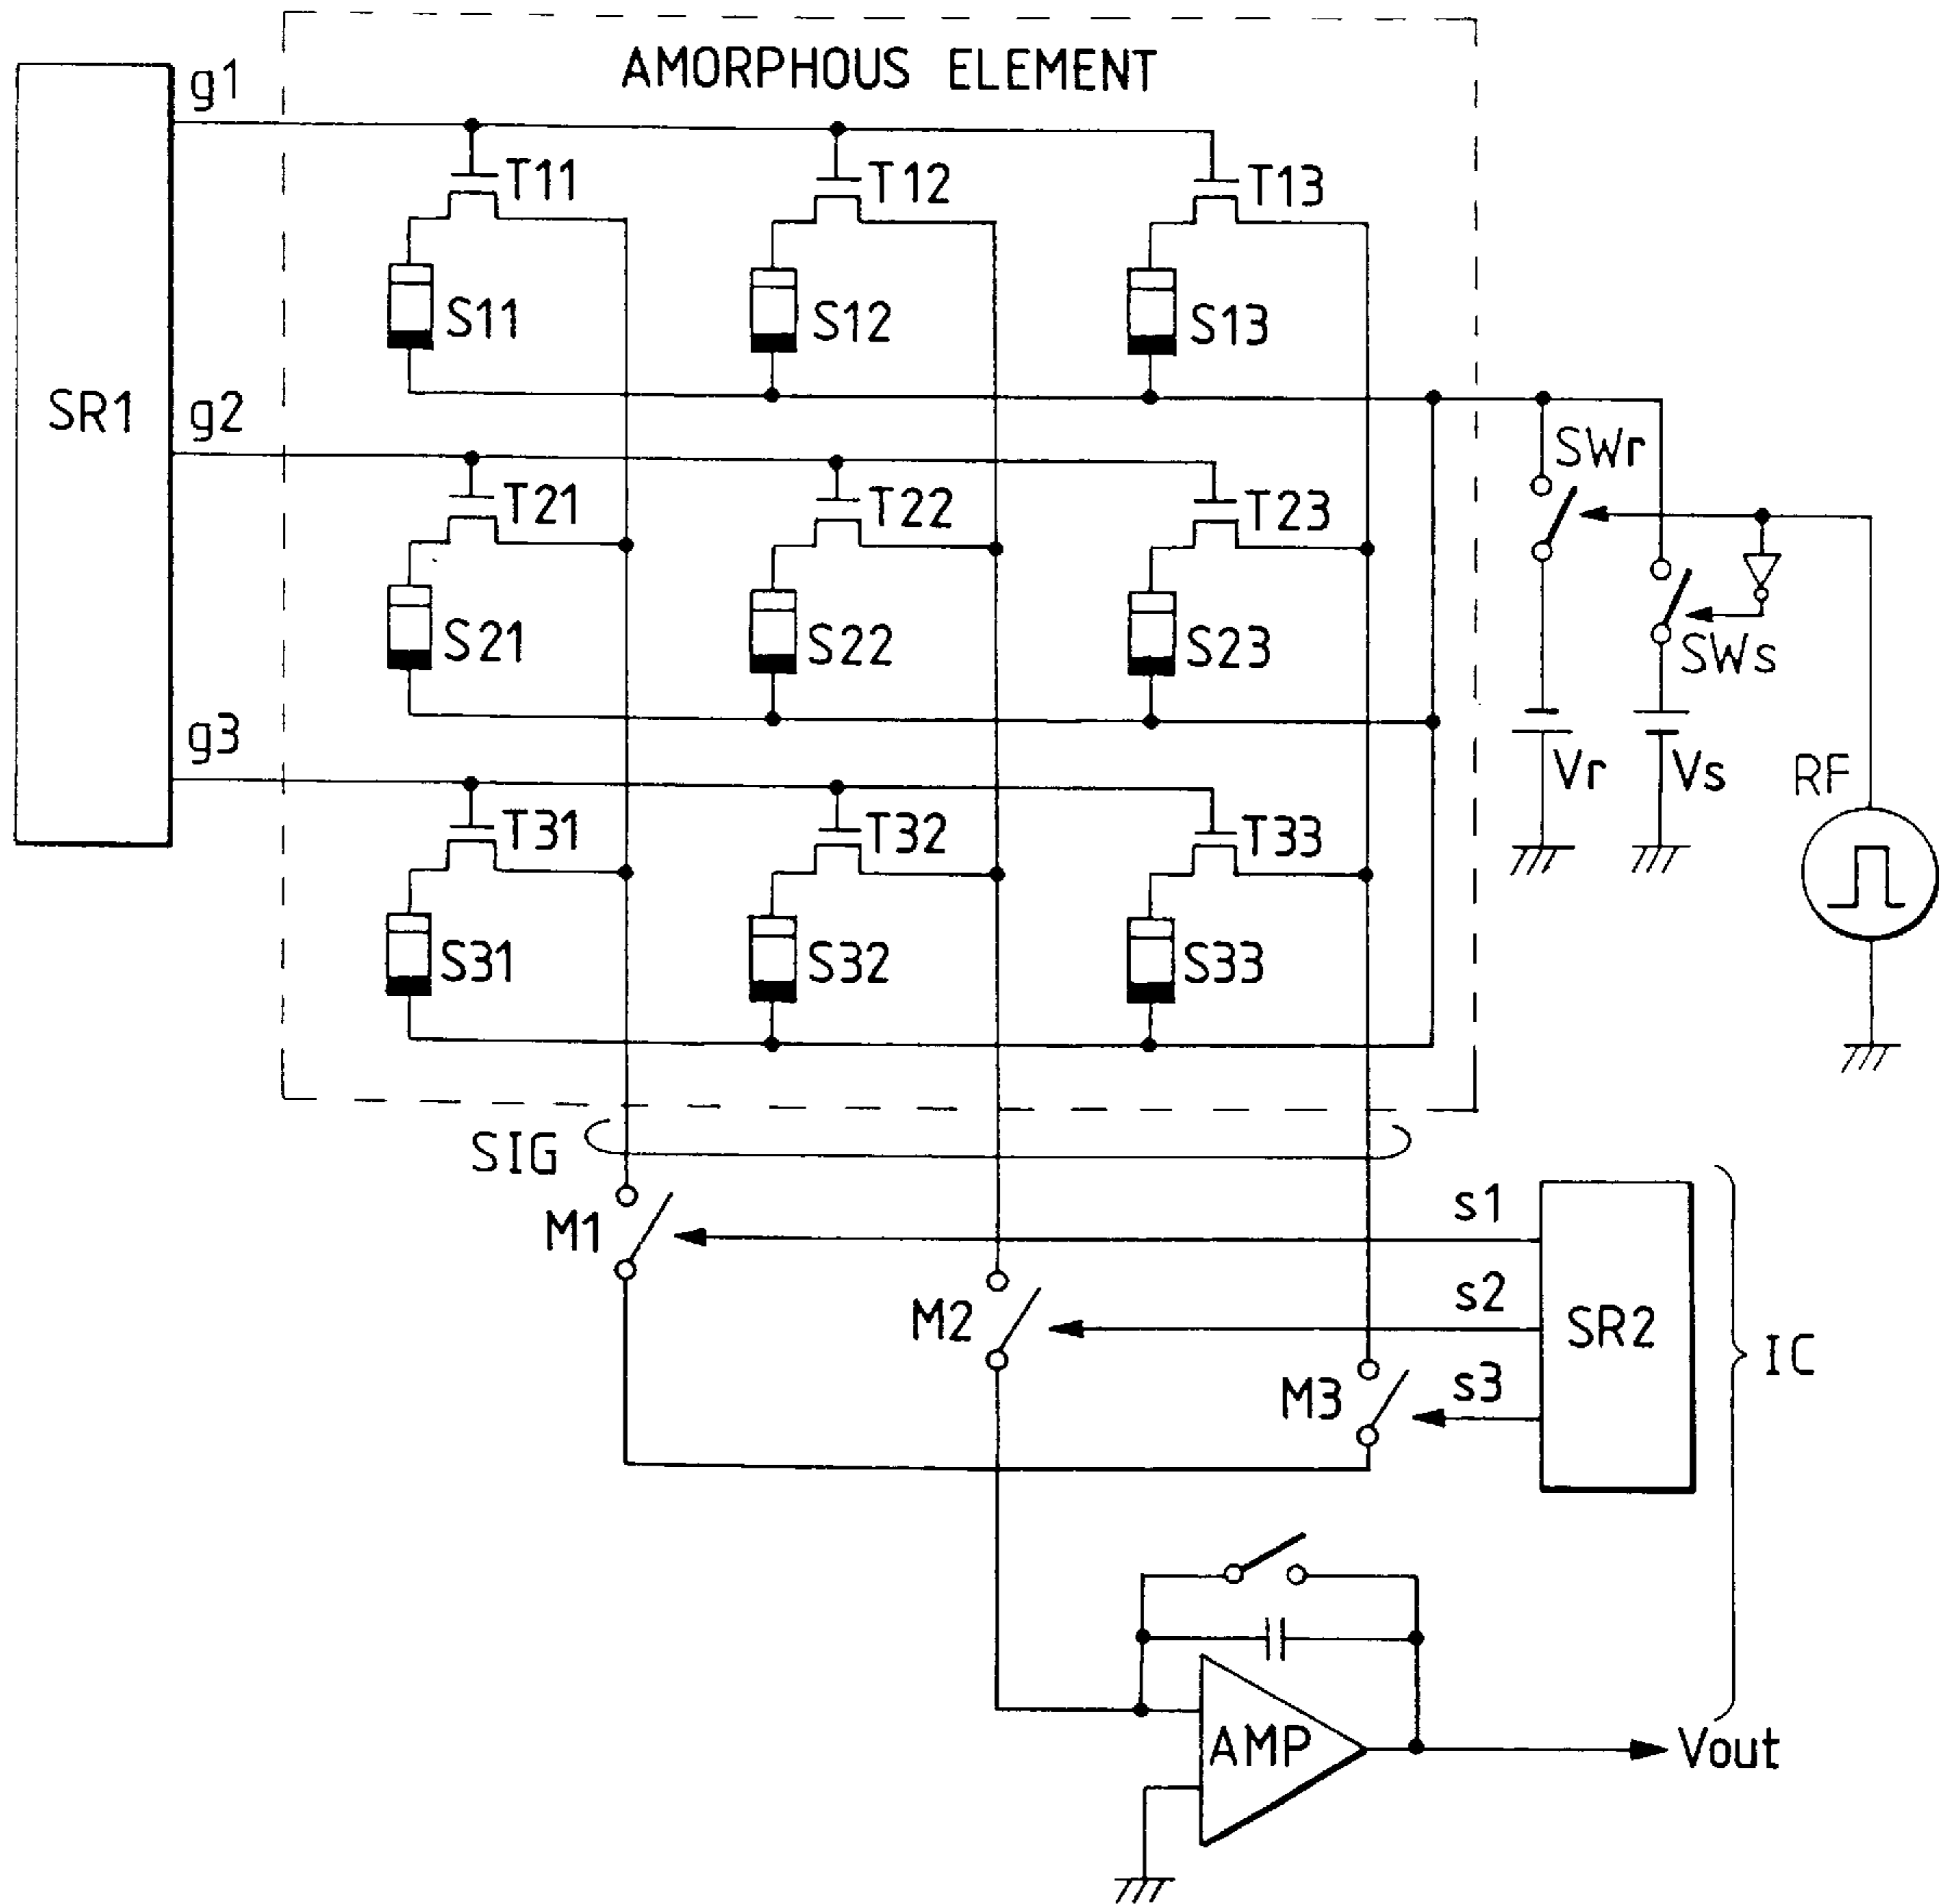 AMORPHOUS ELEMENT
g1
T11 T12 T13
S11 S12 S13
SR1
g2
SWr
T21 T22 T23
S21 S22 S23
SWs
g3
Vr Vs RF
T31 T32 T33
S31 S32 S33
SIG
s1
M1
s2
M2 SR2
IC
M3 s3
AMP Vout